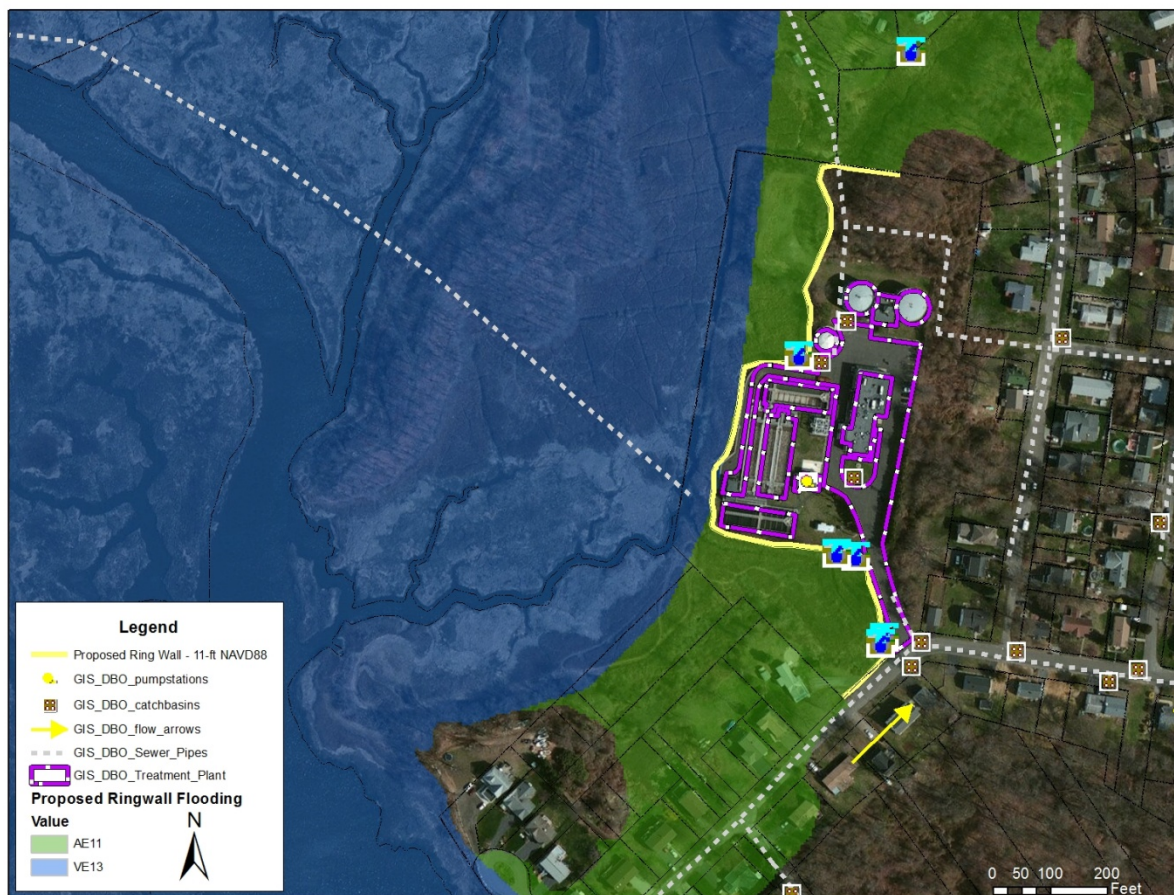 Legend
Proposed Ring Wall - 11-ft NAVD88
GIS_DBO_pumpstations
GIS_DBO_catchbasins
GIS_DBO_flow_arrows
GIS_DBO_Sewer_Pipes
GIS_DBO_Treatment_Plant
Proposed Ringwall Flooding
Value
AE11
VE13
N
0 50 100 200
Feet